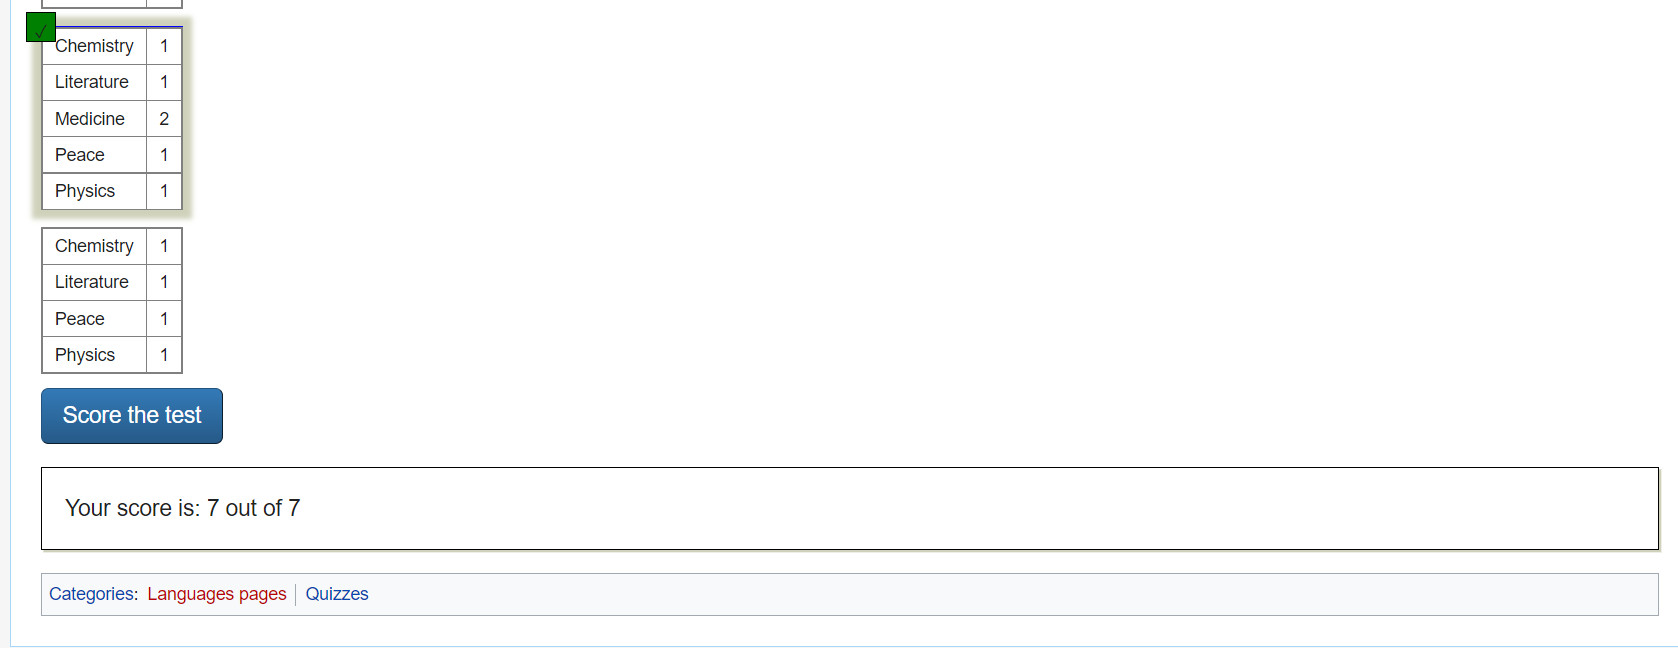 ✓
Chemistry 1
Literature 1
Medicine 2
Peace 1
Physics 1
Chemistry 1
Literature 1
Peace 1
Physics 1
Score the test
Your score is: 7 out of 7
Categories: Languages pages Quizzes